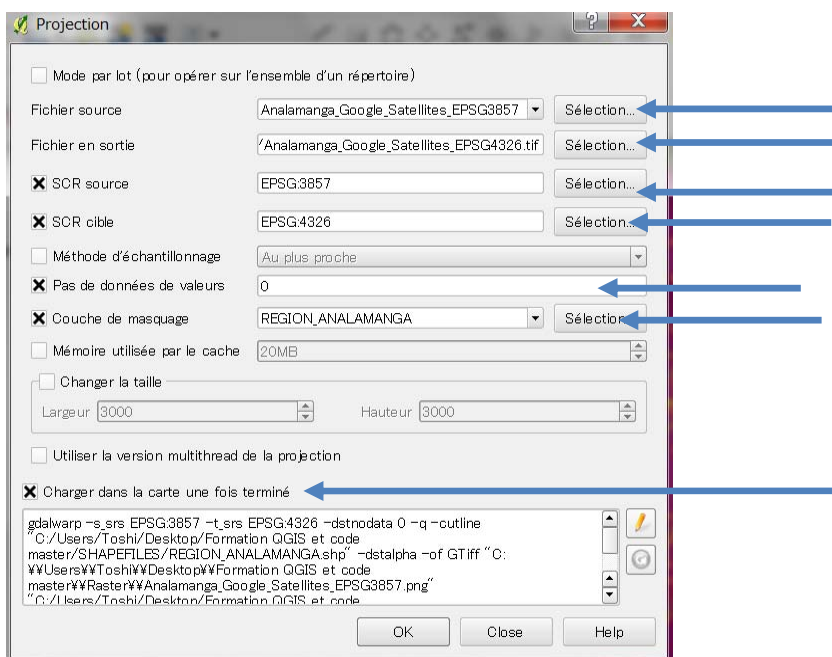 Projection
Mode par lot (pour opérer sur l'ensemble d'un répertoire)
Fichier source Analamanga_Google_Satellites_EPSG3857 Sélection...
Fichier en sortie /Analamanga_Google_Satellites_EPSG4326.tif Sélection...
SCR source EPSG:3857 Sélection...
SCR cible EPSG:4326 Sélection...
Méthode d'échantillonnage Au plus proche
Pas de données de valeurs 0
Couche de masquage REGION_ANALAMANGA Sélection
Mémoire utilisée par le cache 20MB
Changer la taille
Largeur 3000 Hauteur 3000
Utiliser la version multithread de la projection
Charger dans la carte une fois terminé
gdalwarp -s_srs EPSG:3857 -t_srs EPSG:4326 -dstnodata 0 -q -cutline
"C:/Users/Toshi/Desktop/Formation QGIS et code
master/SHAPEFILES/REGION_ANALAMANGA.shp" -dstalpha -of GTiff "C:
¥¥Users¥¥Toshi¥¥Desktop¥¥Formation QGIS et code
master¥¥Raster¥¥Analamanga_Google_Satellites_EPSG3857.png"
"C:/Users/Toshi/Desktop/Formation QGIS et code
OK Close Help